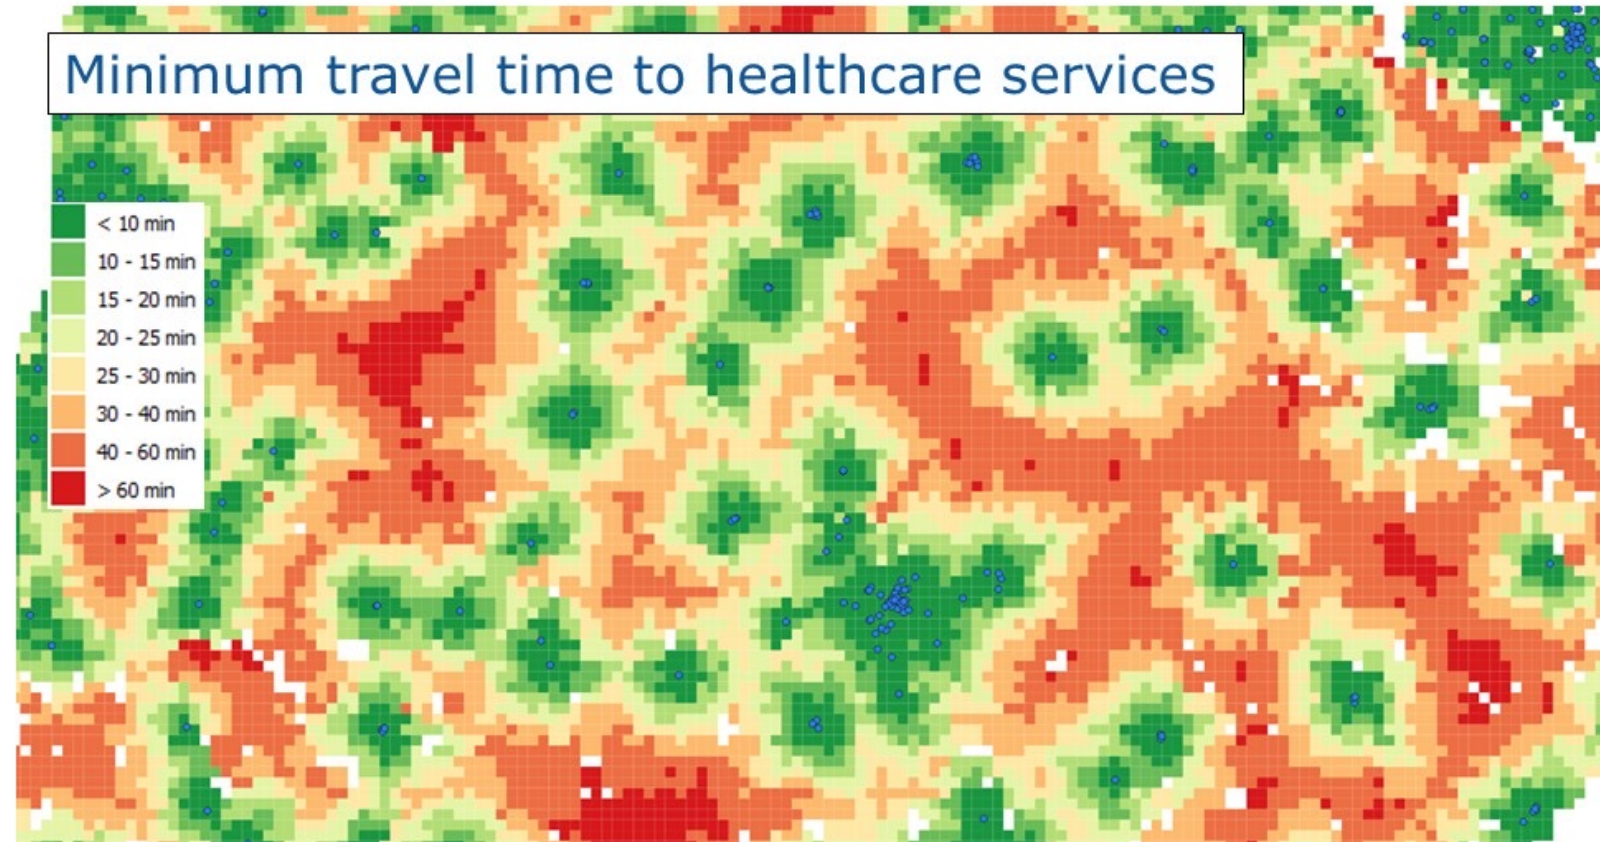 Minimum travel time to healthcare services
< 10 min
10 - 15 min
15 - 20 min
20 - 25 min
25 - 30 min
30 - 40 min
40 - 60 min
> 60 min